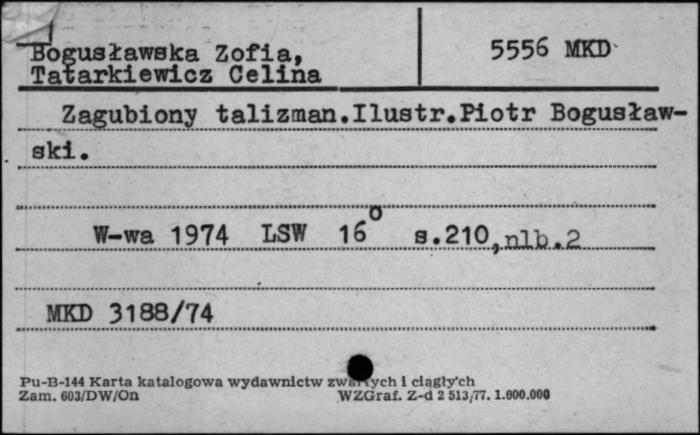 Bogusławska Zofia,
Tatarkiewicz Celina
5556 MKD
Zagubiony talizman.Ilustr.Piotr Bogusław-
ski.
W-wa 1974 LSW 16° s.210,nlb.2
MKD 3188/74
Pu-B-144 Karta katalogowa wydawnictw zwartych i ciągłych
Zam. 603/DW/On WZGraf. Z-d 2 513/77. 1.600.000